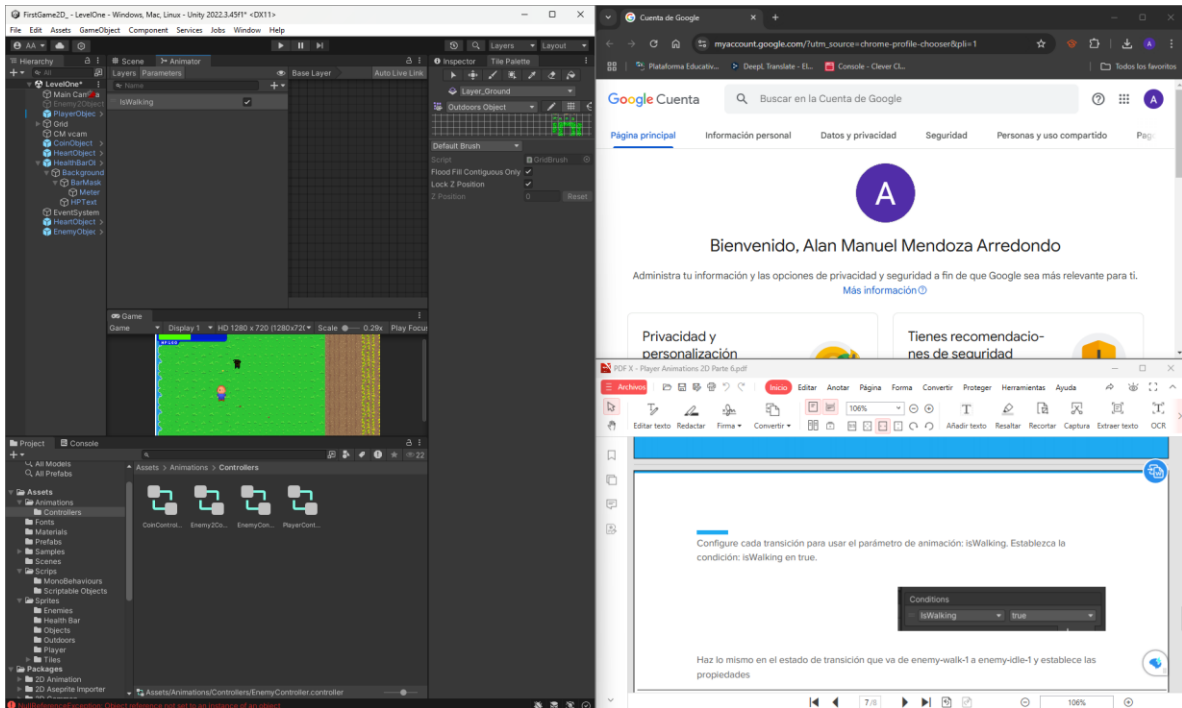 FirstGame2D_ - LevelOne - Windows, Mac, Linux - Unity 2022.3.45f1* <DX11>
File Edit Assets GameObject Component Services Jobs Window Help
AA
Layers
Layout
Hierarchy
All
LevelOne*
Enemy2Object
PlayerObjec
Grid
CM vcam
CoinObject
HeartObject
HealthBarOl
Background
BarMask
Meter
HPText
EventSystem
HeartObject
EnemyObjec
Scene
Animator
Layers Parameters
Base Layer
Auto Live Link
Name
IsWalking
Game
Game Display 1 HD 1280 x 720 (1280x72( Scale 0.29x Play Focu
Inspector Tile Palette
Layer_Ground
Outdoors Object
Default Brush
Script GridBrush
Flood Fill Contiguous Only
Lock Z Position
Z Position 0 Reset
Project Console
22
All Models
All Prefabs
Assets
Animations
Controllers
Fonts
Materials
Prefabs
Samples
Scenes
Scrips
MonoBehaviours
Scriptable Objects
Sprites
Enemies
Health Bar
Objects
Outdoors
Player
Tiles
Packages
2D Animation
2D Aseprite Importer
Assets > Animations > Controllers
CoinControl... Enemy2Co... EnemyCon... PlayerCont...
Assets/Animations/Controllers/EnemyController.controller
NullReferenceException: Object reference not set to an instance of an object
Cuenta de Google
myaccount.google.com/?utm_source=chrome-profile-chooser&pli=1
Plataforma Educativ... DeepL Translate - El... Console - Clever Cl... Todos los favoritos
Google Cuenta
Buscar en la Cuenta de Google
A
Página principal Información personal Datos y privacidad Seguridad Personas y uso compartido Pag
A
Bienvenido, Alan Manuel Mendoza Arredondo
Administra tu información y las opciones de privacidad y seguridad a fin de que Google sea más relevante para ti.
Más información
Privacidad y
personalización
Tienes recomendacio-
nes de seguridad
PDF X - Player Animations 2D Parte 6.pdf
Archivos Inicio Editar Anotar Página Forma Convertir Proteger Herramientas Ayuda
106%
Editar texto Redactar Firma Convertir Añadir texto Resaltar Recortar Captura Extraer texto OCR
Configure cada transición para usar el parámetro de animación: isWalking. Establezca la
condición: isWalking en true.
Conditions
IsWalking true
Haz lo mismo en el estado de transición que va de enemy-walk-1 a enemy-idle-1 y establece las
propiedades
7/8
106%